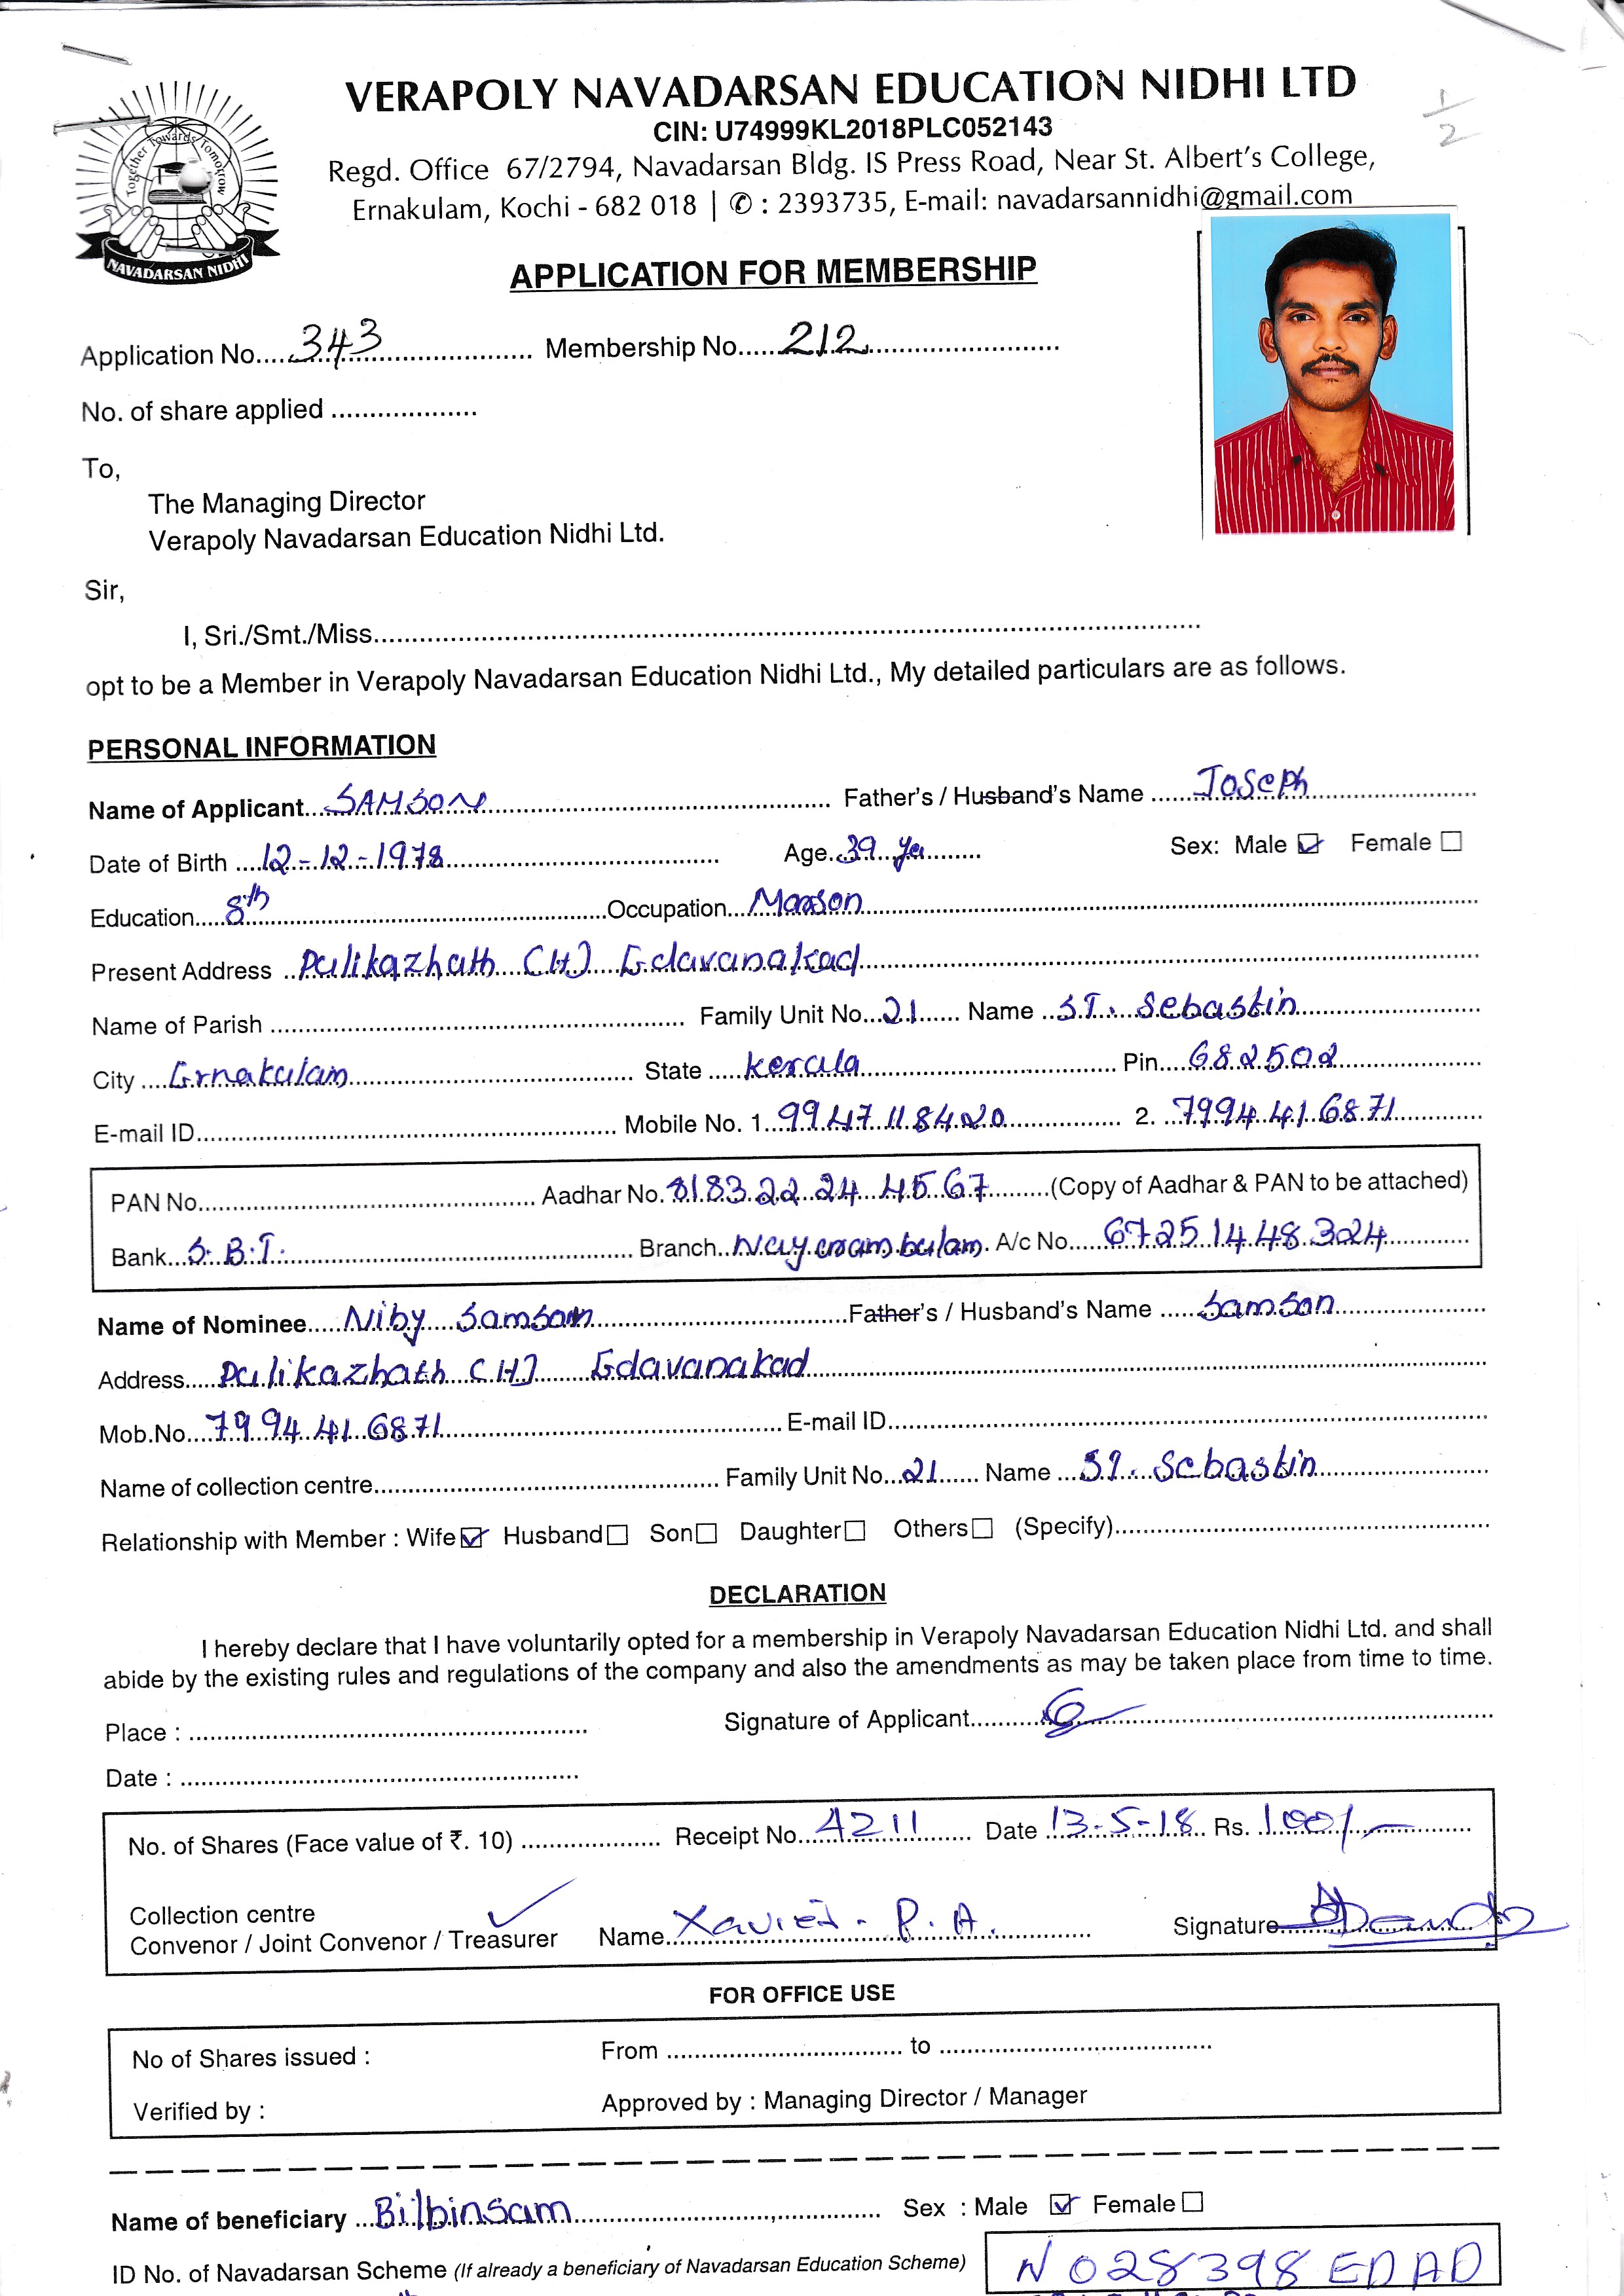 VERAPOLY NAVADARSAN EDUCATION NIDHI LTD
CIN: U74999KL2018PLC052143
Regd. Office 67/2794, Navadarsan Bldg. IS Press Road, Near St. Albert's College,
Ernakulam, Kochi - 682 018 | ✆ : 2393735, E-mail: navadarsannidhi@gmail.com
1/2
Together Towards Tomorrow
NAVADARSAN NIDHI
APPLICATION FOR MEMBERSHIP
Application No. 343 Membership No. 212
No. of share applied
To,
The Managing Director
Verapoly Navadarsan Education Nidhi Ltd.
Sir,
I, Sri./Smt./Miss
opt to be a Member in Verapoly Navadarsan Education Nidhi Ltd., My detailed particulars are as follows.
PERSONAL INFORMATION
Name of Applicant SAMSON Father's / Husband's Name Joseph
Date of Birth 12-12-1978 Age 39 Sex: Male ☑ Female ☐
Education 8th Occupation
Present Address Pulikazhath (H) Edavanakad
Name of Parish Family Unit No. 21 Name ST. Sebastin
City Ernakulam State kerala Pin 682502
E-mail ID Mobile No. 1. 9947118420 2. 7994416871
PAN No. Aadhar No. 8183 22 24 4567 (Copy of Aadhar & PAN to be attached)
Bank S.B.T. Branch Nayarambalam A/c No. 67251448324
Name of Nominee Niby Samson Father's / Husband's Name Samson
Address Pulikazhath (H) Edavanakad
Mob.No. 7994416871 E-mail ID
Name of collection centre Family Unit No. 21 Name ST. Sebastin
Relationship with Member : Wife ☑ Husband ☐ Son ☐ Daughter ☐ Others ☐ (Specify)
DECLARATION
I hereby declare that I have voluntarily opted for a membership in Verapoly Navadarsan Education Nidhi Ltd. and shall
abide by the existing rules and regulations of the company and also the amendments as may be taken place from time to time.
Place : Signature of Applicant
Date :
No. of Shares (Face value of ₹. 10) Receipt No. 4211 Date 13-5-18 Rs. 100/-
Collection centre
Convenor / Joint Convenor / Treasurer Name Xavier. P. A. Signature
FOR OFFICE USE
No of Shares issued : From to
Verified by : Approved by : Managing Director / Manager
Name of beneficiary Bilbinsam Sex : Male ☑ Female ☐
ID No. of Navadarsan Scheme (If already a beneficiary of Navadarsan Education Scheme) N028398EDAD